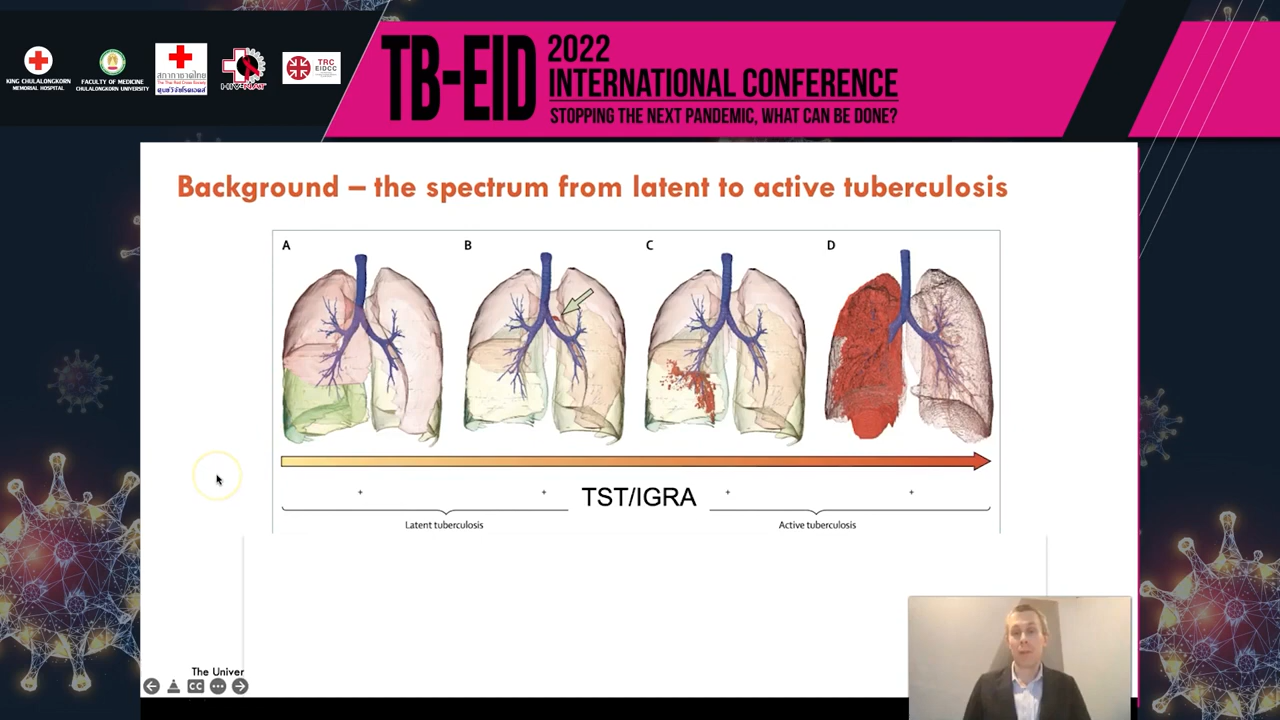 KING CHULALONGKORN
MEMORIAL HOSPITAL
FACULTY OF MEDICINE
CHULALONGKORN UNIVERSITY
สภากาชาดไทย
The Thai Red Cross Society
ศูนย์วิจัยโรคเอดส์
HIV-NAT
TRC
EIDCC
TB-EID
2022
INTERNATIONAL CONFERENCE
STOPPING THE NEXT PANDEMIC, WHAT CAN BE DONE?
Background – the spectrum from latent to active tuberculosis
A
B
C
D
+ + TST/IGRA + +
Latent tuberculosis
Active tuberculosis
The Univer
CC